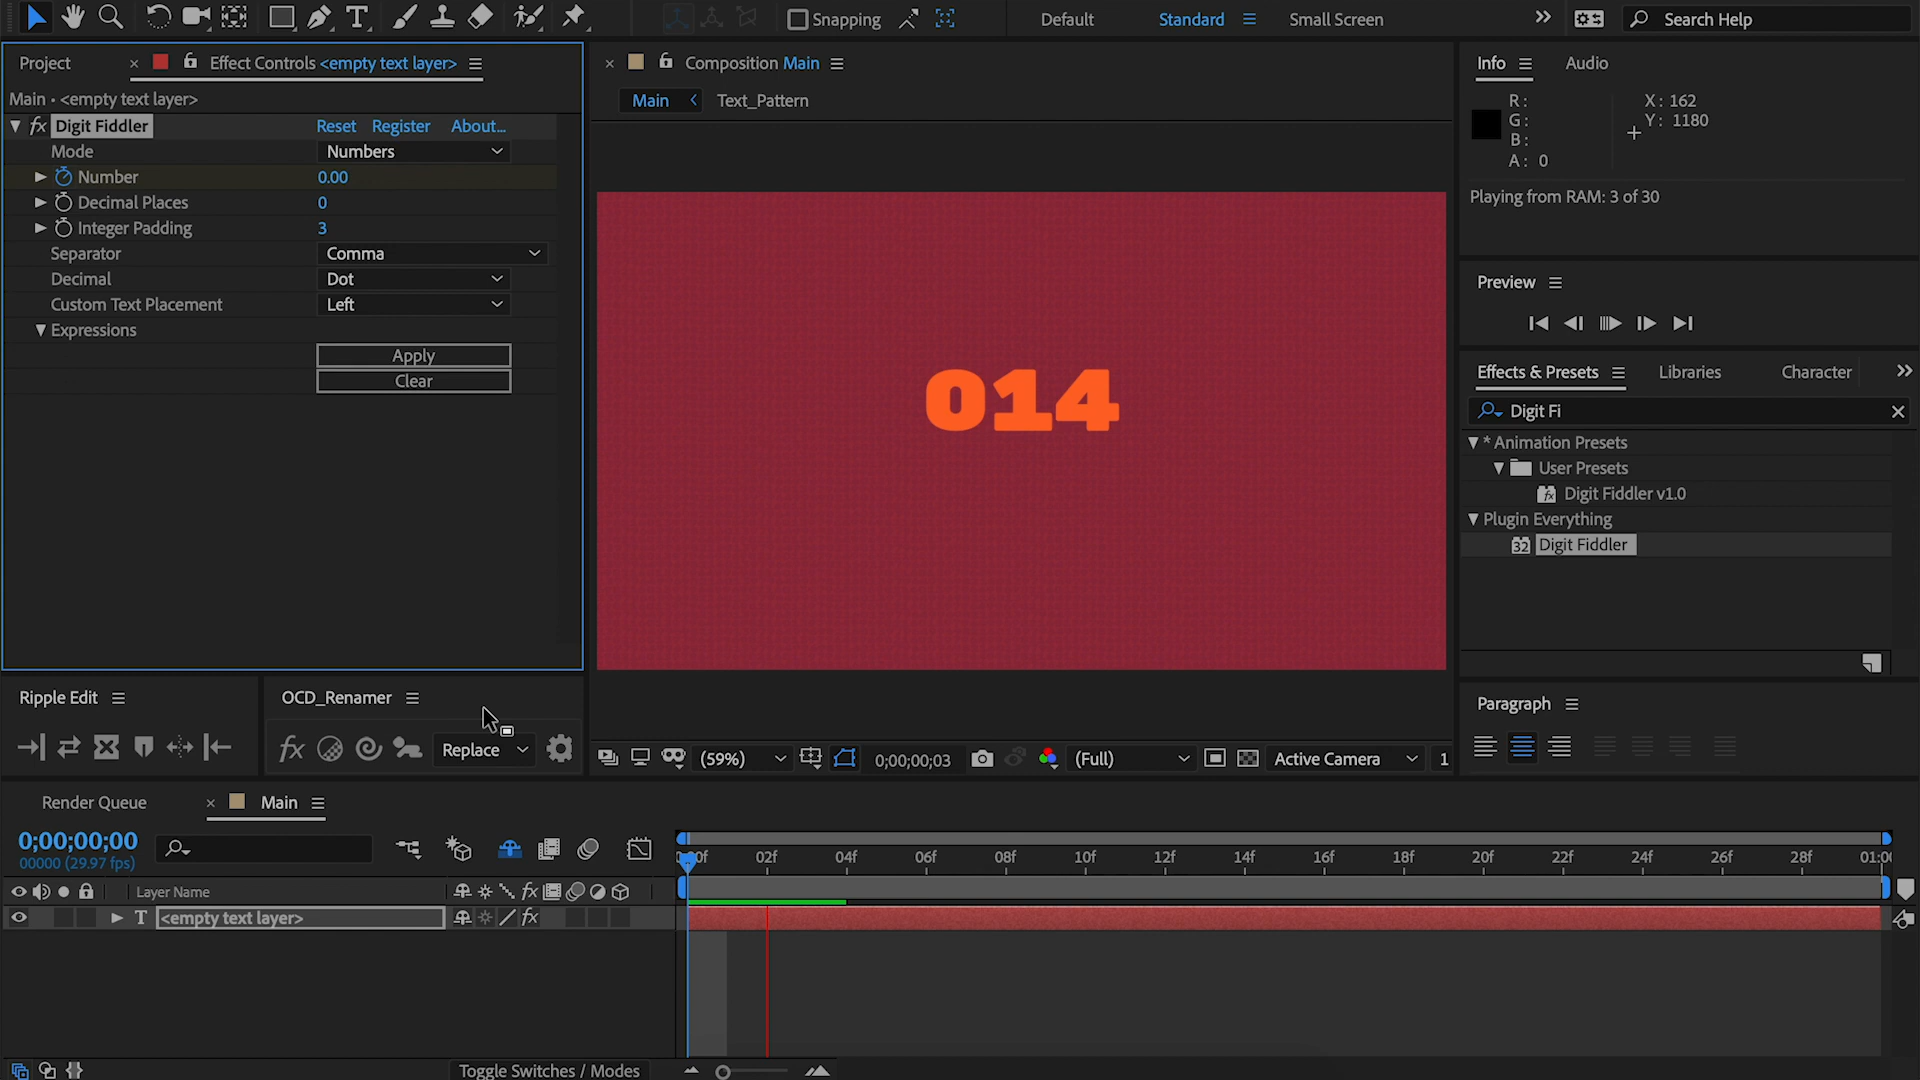 Snapping
Default
Standard
Small Screen
Search Help
Project
Effect Controls <empty text layer>
Composition Main
Info
Audio
Main • <empty text layer>
Main
Text_Pattern
R:
G:
B:
A: 0
X: 162
Y: 1180
fx Digit Fiddler
Reset
Register
About...
Mode
Numbers
Number
0.00
Decimal Places
0
Integer Padding
3
Separator
Comma
Decimal
Dot
Custom Text Placement
Left
Expressions
Apply
Clear
014
Playing from RAM: 3 of 30
Preview
Effects & Presets
Libraries
Character
Digit Fi
* Animation Presets
User Presets
Digit Fiddler v1.0
Plugin Everything
32 Digit Fiddler
Ripple Edit
OCD_Renamer
fx
Replace
(59%)
0;00;00;03
(Full)
Active Camera
1
Paragraph
Render Queue
Main
0;00;00;00
00000 (29.97 fps)
02f
04f
06f
08f
10f
12f
14f
16f
18f
20f
22f
24f
26f
28f
Layer Name
fx
T <empty text layer>
fx
Toggle Switches / Modes